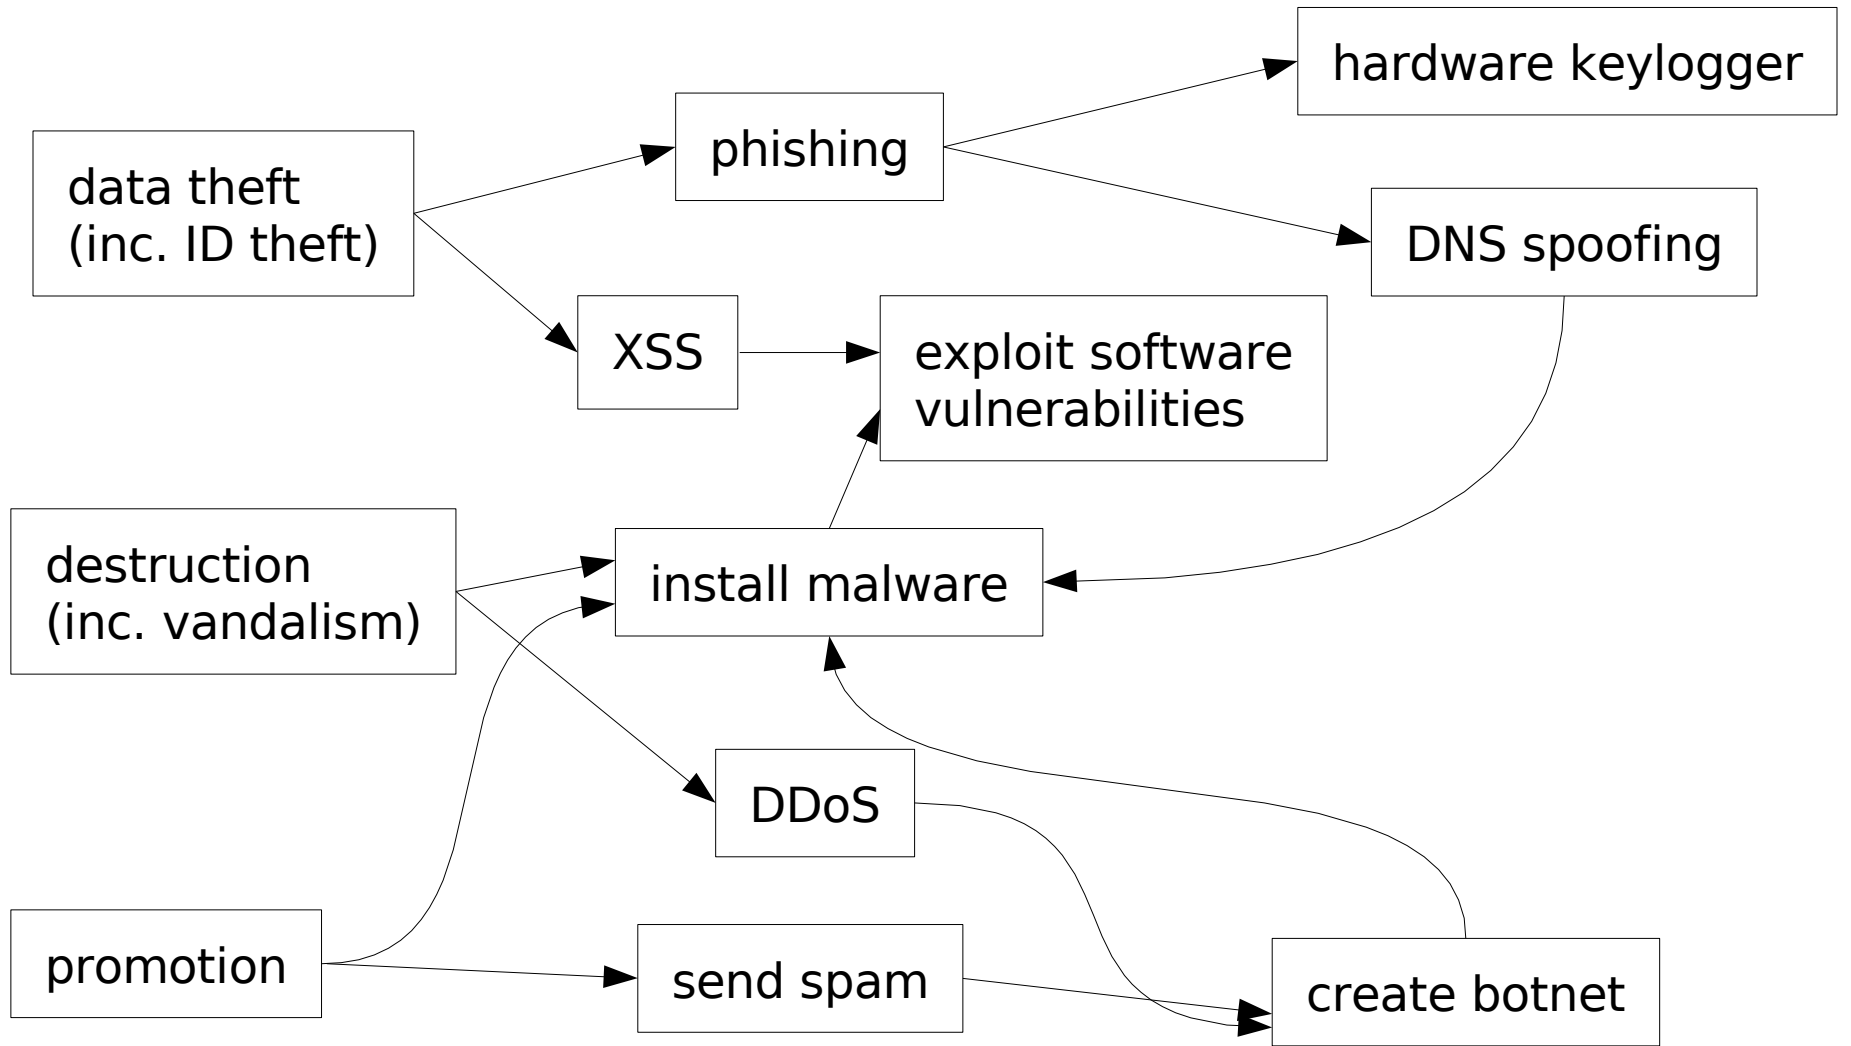 hardware keylogger
phishing
data theft
(inc. ID theft)
DNS spoofing
XSS
exploit software
vulnerabilities
destruction
(inc. vandalism)
install malware
DDoS
promotion
send spam
create botnet